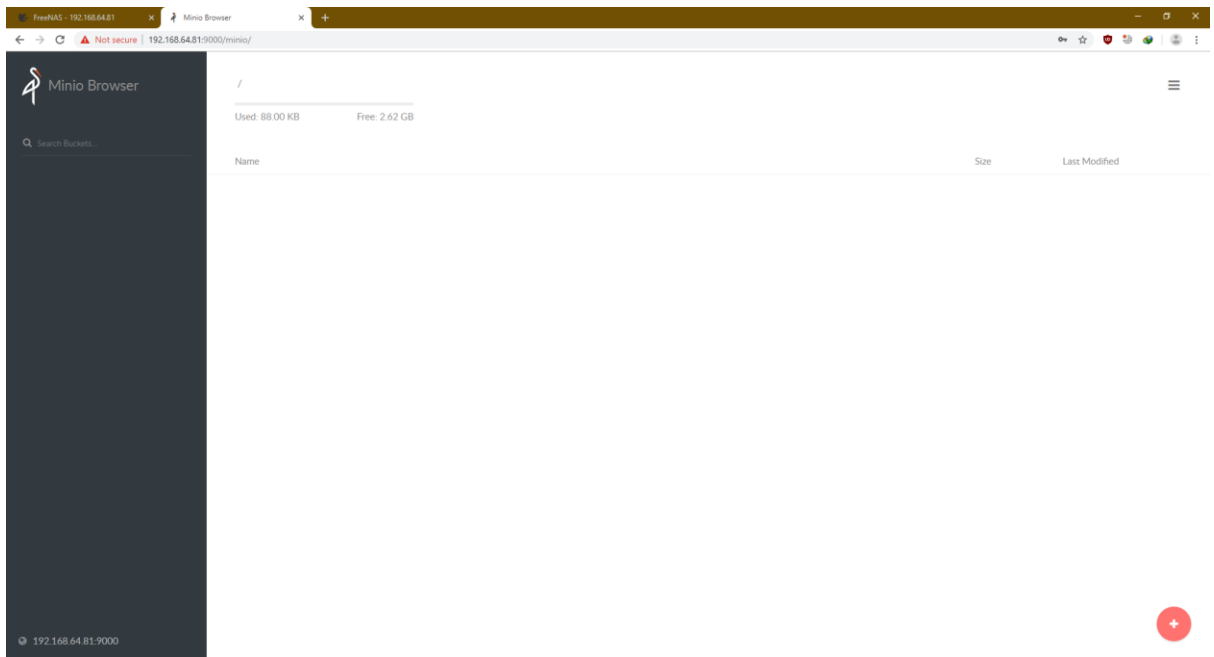 FreeNAS - 192.168.64.81
Minio Browser
Not secure | 192.168.64.81:9000/minio/
Minio Browser
/
Used: 88.00 KB Free: 2.62 GB
Search Buckets...
Name Size Last Modified
192.168.64.81:9000